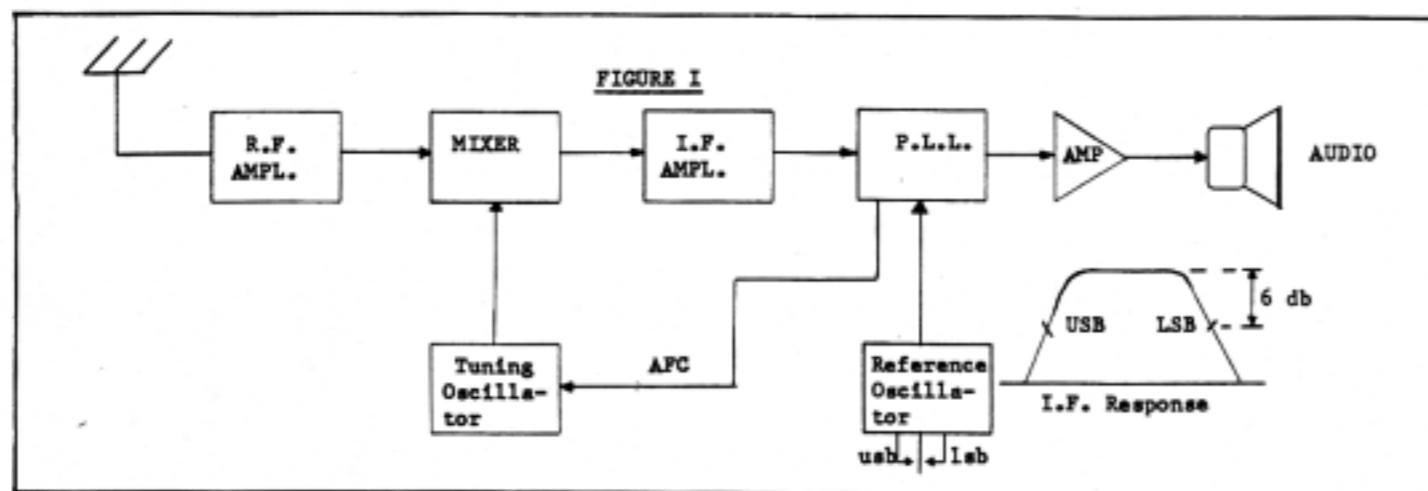 FIGURE I
R.F.
AMPL.
MIXER
I.F.
AMPL.
P.L.L.
AMP
AUDIO
Tuning
Oscilla-
tor
AFC
Reference
Oscilla-
tor
usb
lsb
USB
LSB
6 db
I.F. Response